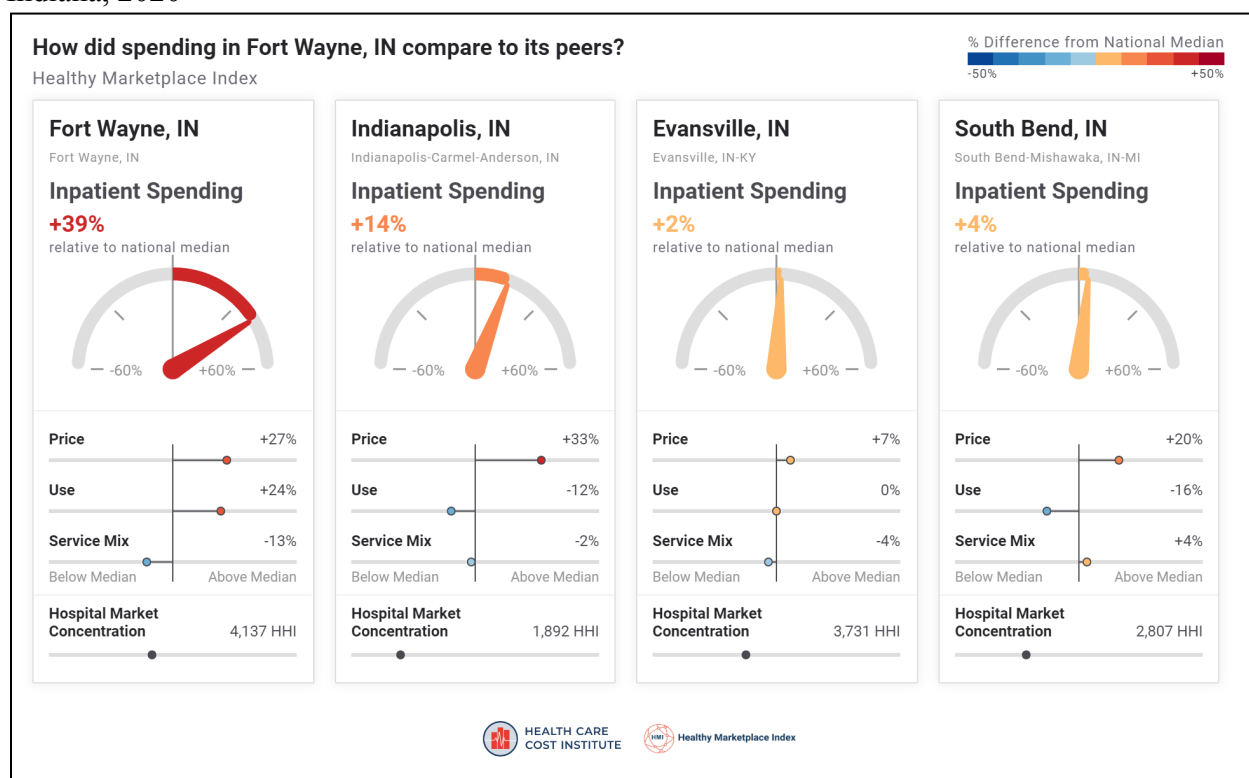 Indiana, 2020
How did spending in Fort Wayne, IN compare to its peers?
Healthy Marketplace Index
% Difference from National Median
-50% +50%
Fort Wayne, IN
Fort Wayne, IN
Inpatient Spending
+39%
relative to national median
-60% +60%
Price +27%
Use +24%
Service Mix -13%
Below Median Above Median
Hospital Market
Concentration 4,137 HHI
Indianapolis, IN
Indianapolis-Carmel-Anderson, IN
Inpatient Spending
+14%
relative to national median
-60% +60%
Price +33%
Use -12%
Service Mix -2%
Below Median Above Median
Hospital Market
Concentration 1,892 HHI
Evansville, IN
Evansville, IN-KY
Inpatient Spending
+2%
relative to national median
-60% +60%
Price +7%
Use 0%
Service Mix -4%
Below Median Above Median
Hospital Market
Concentration 3,731 HHI
South Bend, IN
South Bend-Mishawaka, IN-MI
Inpatient Spending
+4%
relative to national median
-60% +60%
Price +20%
Use -16%
Service Mix +4%
Below Median Above Median
Hospital Market
Concentration 2,807 HHI
HEALTH CARE
COST INSTITUTE
HMI Healthy Marketplace Index